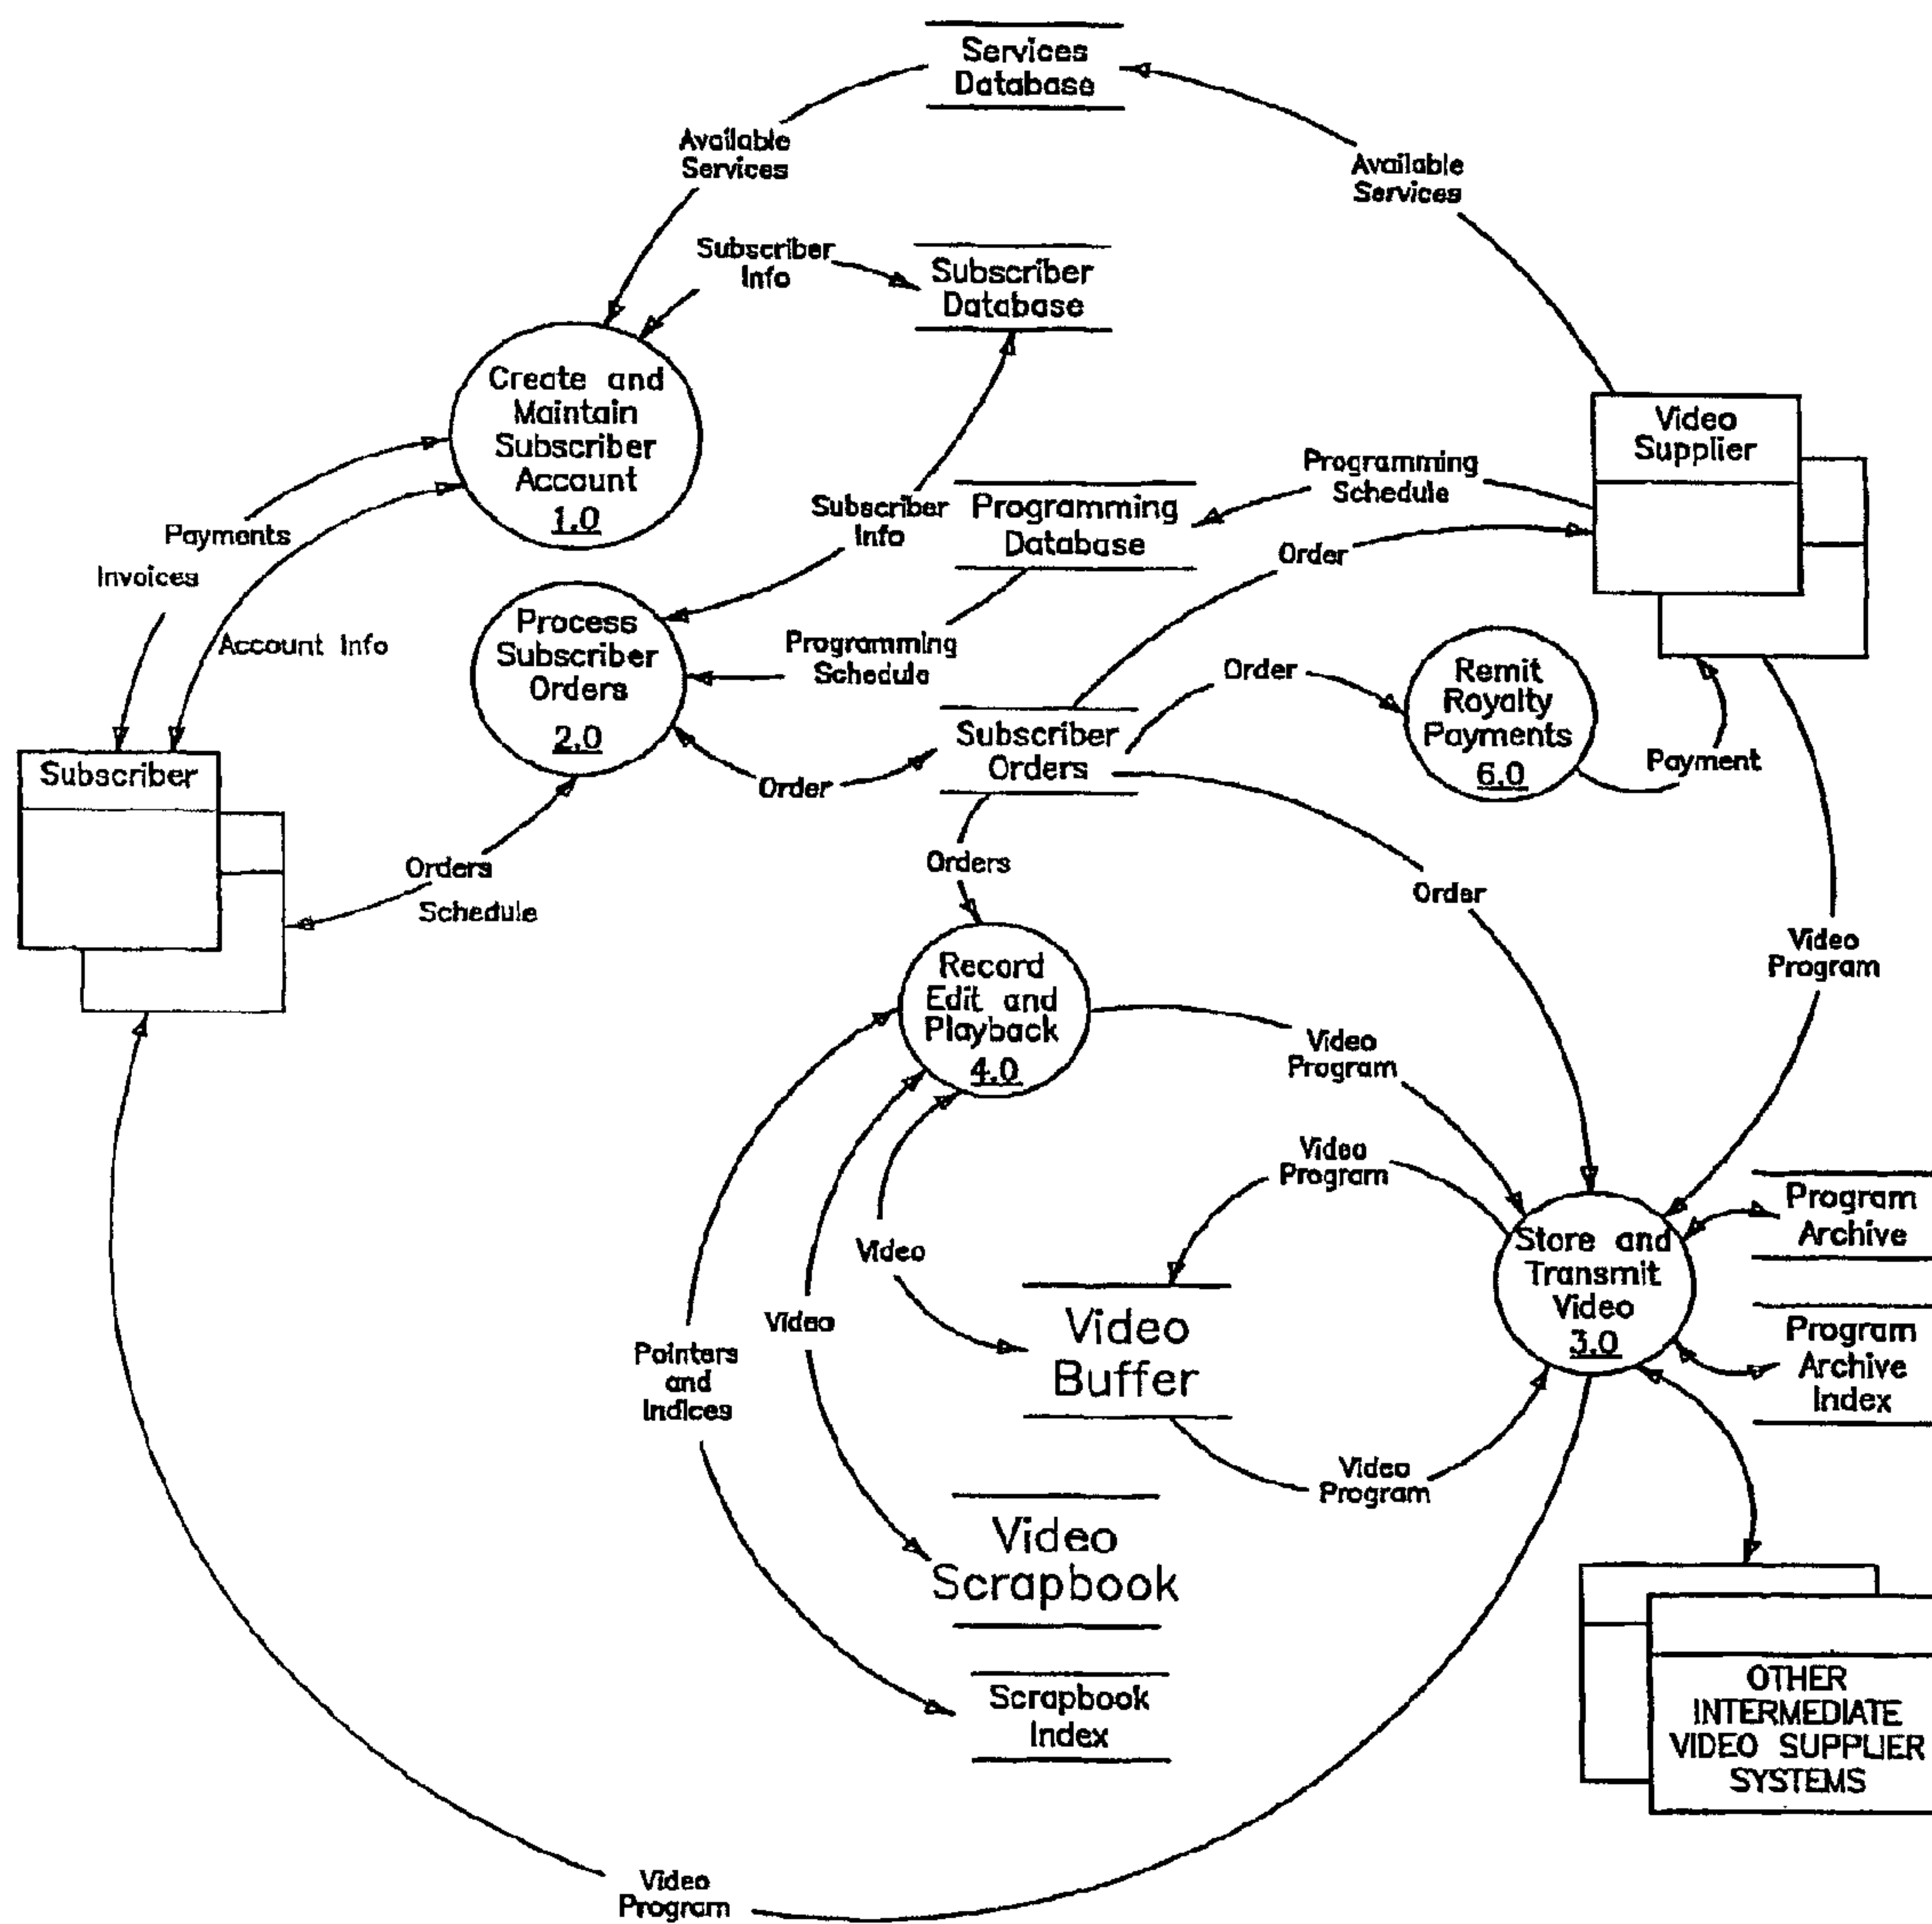 Services
Database
Available
Services
Available
Services
Subscriber
Info
Subscriber
Database
Create and
Maintain
Subscriber
Account
1.0
Video
Supplier
Programming
Schedule
Subscriber
Info
Programming
Database
Order
Payments
Invoices
Account Info
Process
Subscriber
Orders
2.0
Programming
Schedule
Order
Remit
Royalty
Payments
6.0
Payment
Subscriber
Subscriber
Orders
Order
Orders
Schedule
Orders
Order
Video
Program
Record
Edit and
Playback
4.0
Video
Program
Video
Program
Store and
Transmit
Video
3.0
Program
Archive
Program
Archive
Index
Video
Video
Pointers
and
Indices
Video
Buffer
Video
Program
Video
Scrapbook
Scrapbook
Index
OTHER
INTERMEDIATE
VIDEO SUPPLIER
SYSTEMS
Video
Program